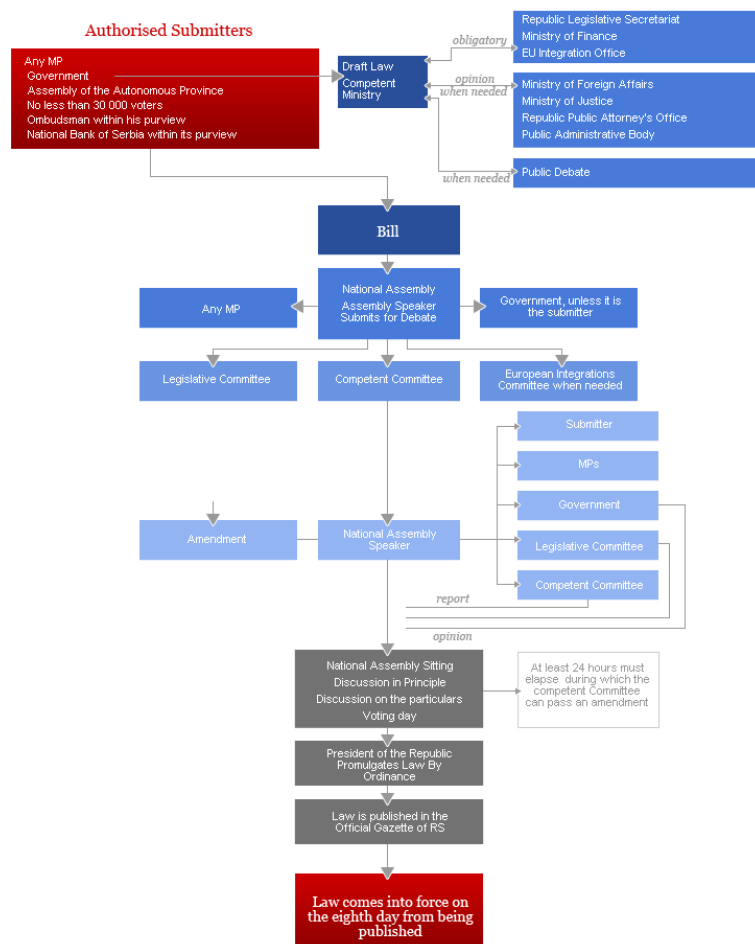 Authorised Submitters
Any MP
Government
Assembly of the Autonomous Province
No less than 30 000 voters
Ombudsman within his purview
National Bank of Serbia within its purview
Draft Law
Competent
Ministry
obligatory
opinion
when needed
when needed
Republic Legislative Secretariat
Ministry of Finance
EU Integration Office
Ministry of Foreign Affairs
Ministry of Justice
Republic Public Attorney's Office
Public Administrative Body
Public Debate
Bill
Any MP
National Assembly
Assembly Speaker
Submits for Debate
Government, unless it is
the submitter
Legislative Committee
Competent Committee
European Integrations
Committee when needed
Submitter
MPs
Government
Amendment
National Assembly
Speaker
Legislative Committee
Competent Committee
report
opinion
National Assembly Sitting
Discussion in Principle
Discussion on the particulars
Voting day
At least 24 hours must
elapse during which the
competent Committee
can pass an amendment
President of the Republic
Promulgates Law By
Ordinance
Law is published in the
Official Gazette of RS
Law comes into force on
the eighth day from being
published